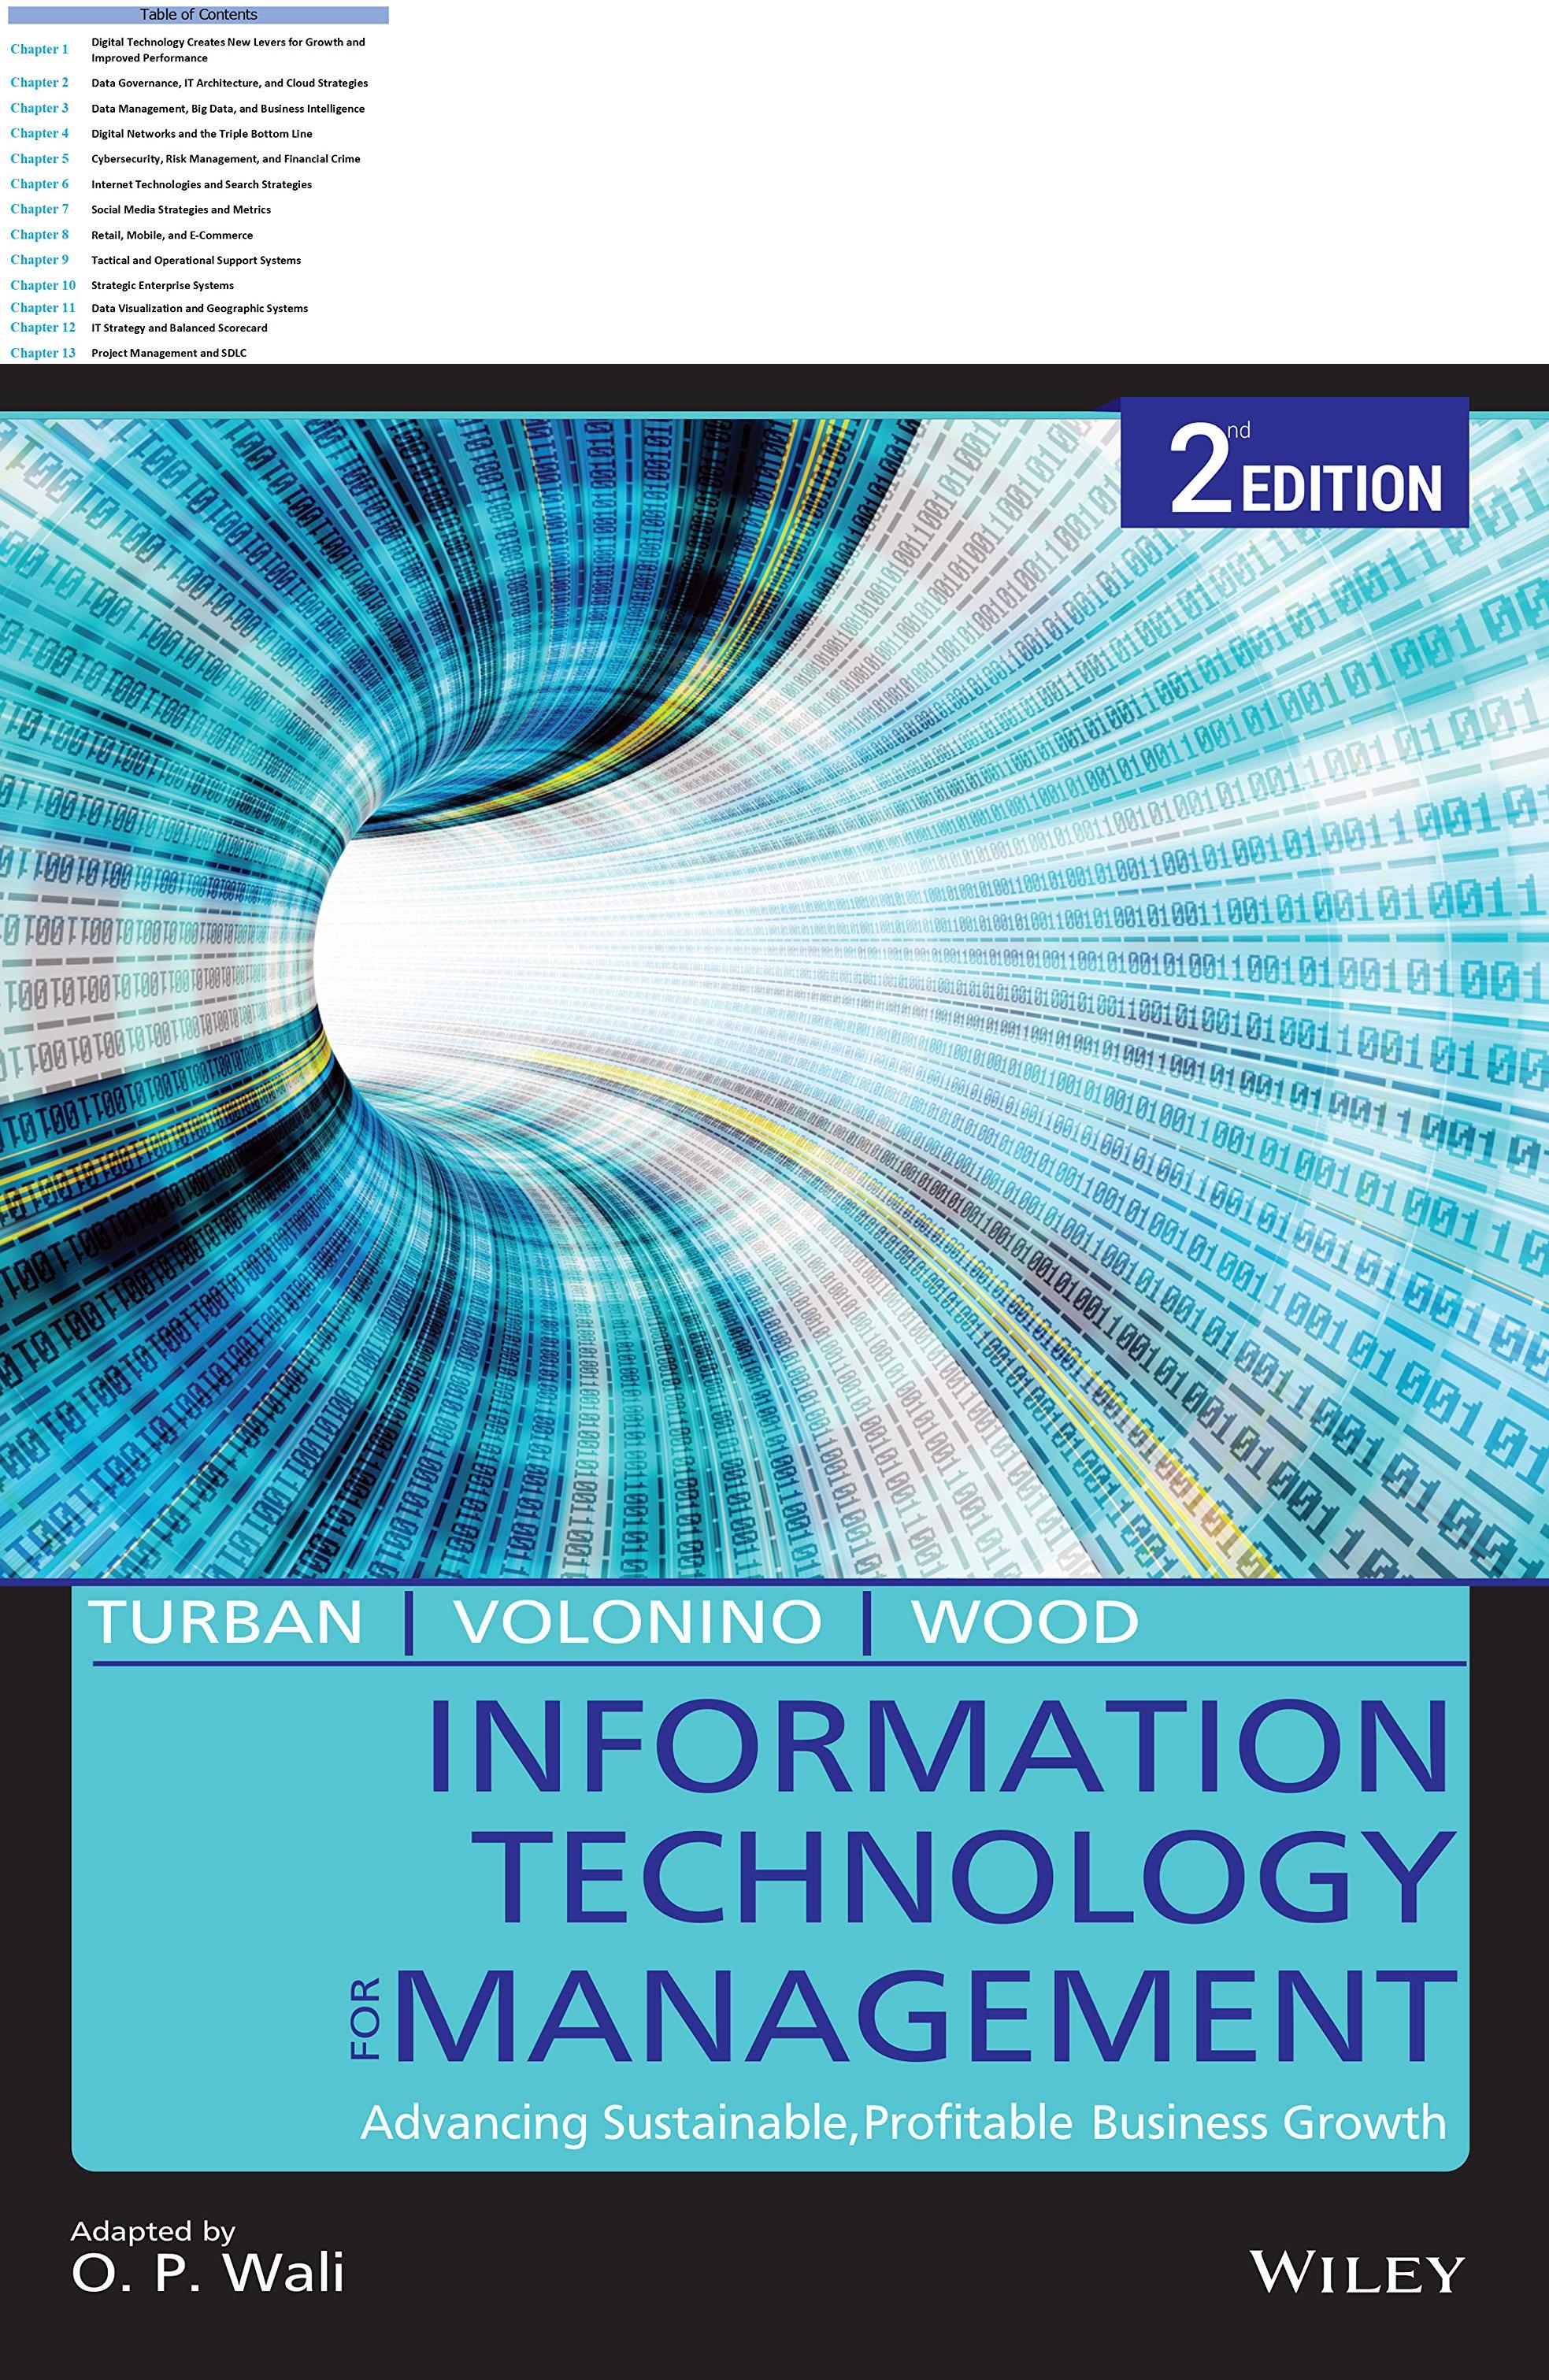 Table of Contents
Chapter 1 Digital Technology Creates New Levers for Growth and
Improved Performance
Chapter 2 Data Governance, IT Architecture, and Cloud Strategies
Chapter 3 Data Management, Big Data, and Business Intelligence
Chapter 4 Digital Networks and the Triple Bottom Line
Chapter 5 Cybersecurity, Risk Management, and Financial Crime
Chapter 6 Internet Technologies and Search Strategies
Chapter 7 Social Media Strategies and Metrics
Chapter 8 Retail, Mobile, and E-Commerce
Chapter 9 Tactical and Operational Support Systems
Chapter 10 Strategic Enterprise Systems
Chapter 11 Data Visualization and Geographic Systems
Chapter 12 IT Strategy and Balanced Scorecard
Chapter 13 Project Management and SDLC
2nd EDITION
TURBAN | VOLONINO | WOOD
INFORMATION
TECHNOLOGY
FOR MANAGEMENT
Advancing Sustainable,Profitable Business Growth
Adapted by
O. P. Wali
WILEY